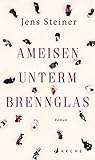 Jens Steiner
AMEISEN
UNTERM
BRENNGLAS
Roman
ARCHE